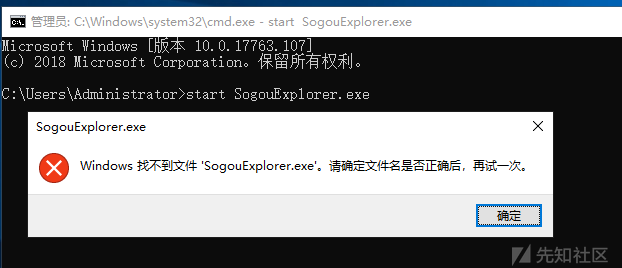 管理员: C:\Windows\system32\cmd.exe - start  SogouExplorer.exe
Microsoft Windows [版本 10.0.17763.107]
(c) 2018 Microsoft Corporation。保留所有权利。
C:\Users\Administrator>start SogouExplorer.exe
SogouExplorer.exe
Windows 找不到文件 'SogouExplorer.exe'。请确定文件名是否正确后，再试一次。
确定
先知社区